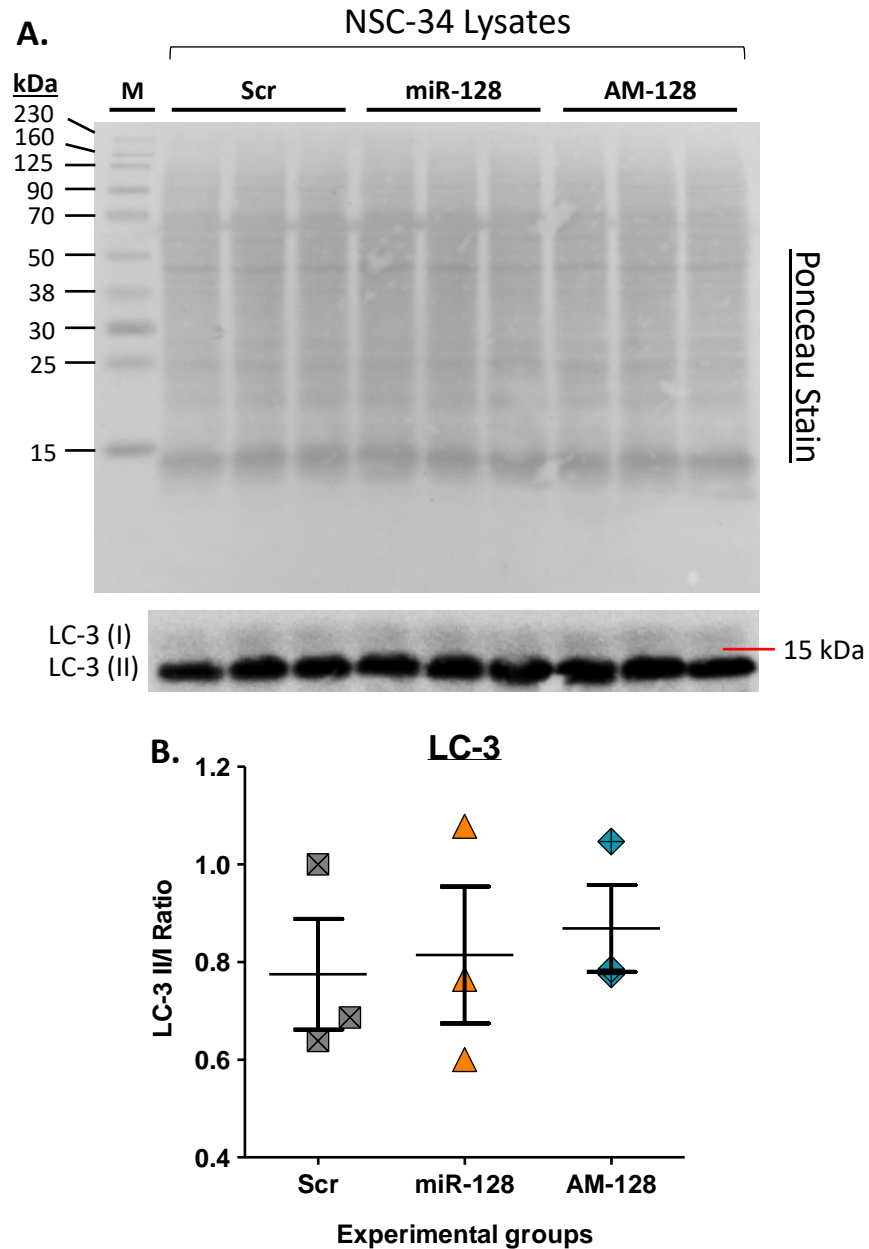 A.
NSC-34 Lysates
kDa
M
Scr
miR-128
AM-128
230
160
125
90
70
50
38
30
25
15
Ponceau Stain
LC-3 (I)
LC-3 (II)
15 kDa
B.
LC-3
1.2
1.0
0.8
0.6
0.4
LC-3 II/I Ratio
Scr
miR-128
AM-128
Experimental groups